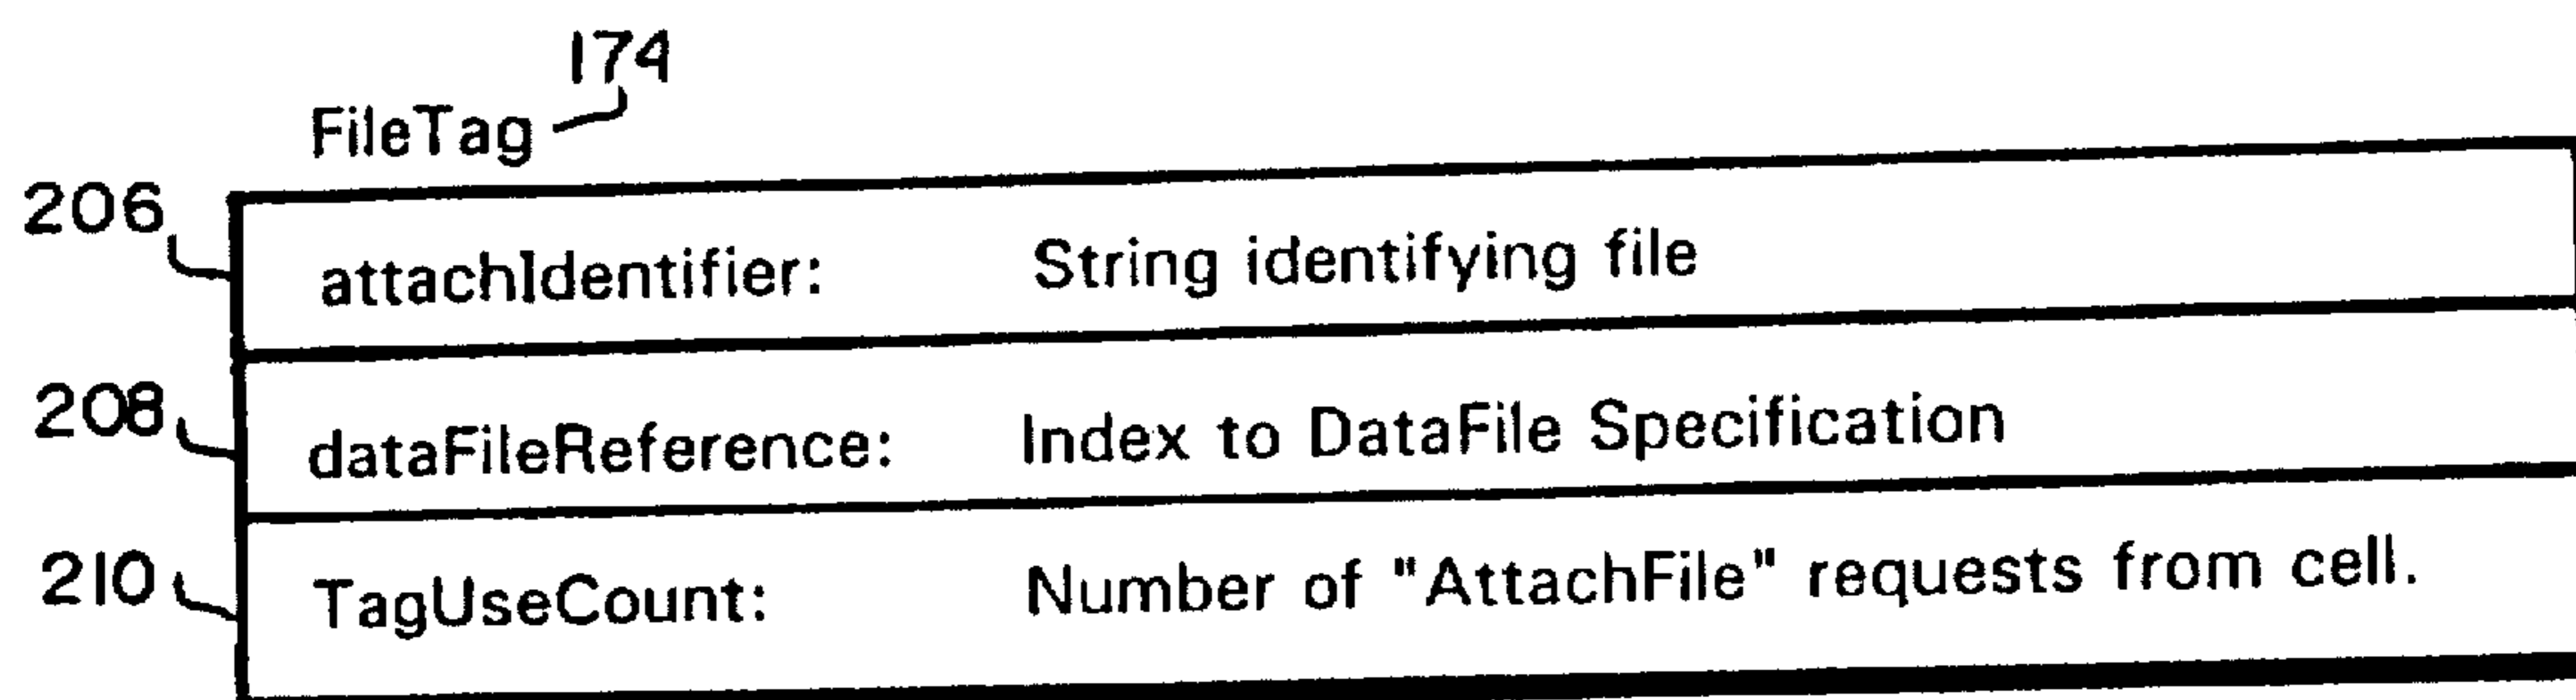 174
FileTag
206
attachIdentifier: String identifying file
208
dataFileReference: Index to DataFile Specification
210
TagUseCount: Number of "AttachFile" requests from cell.